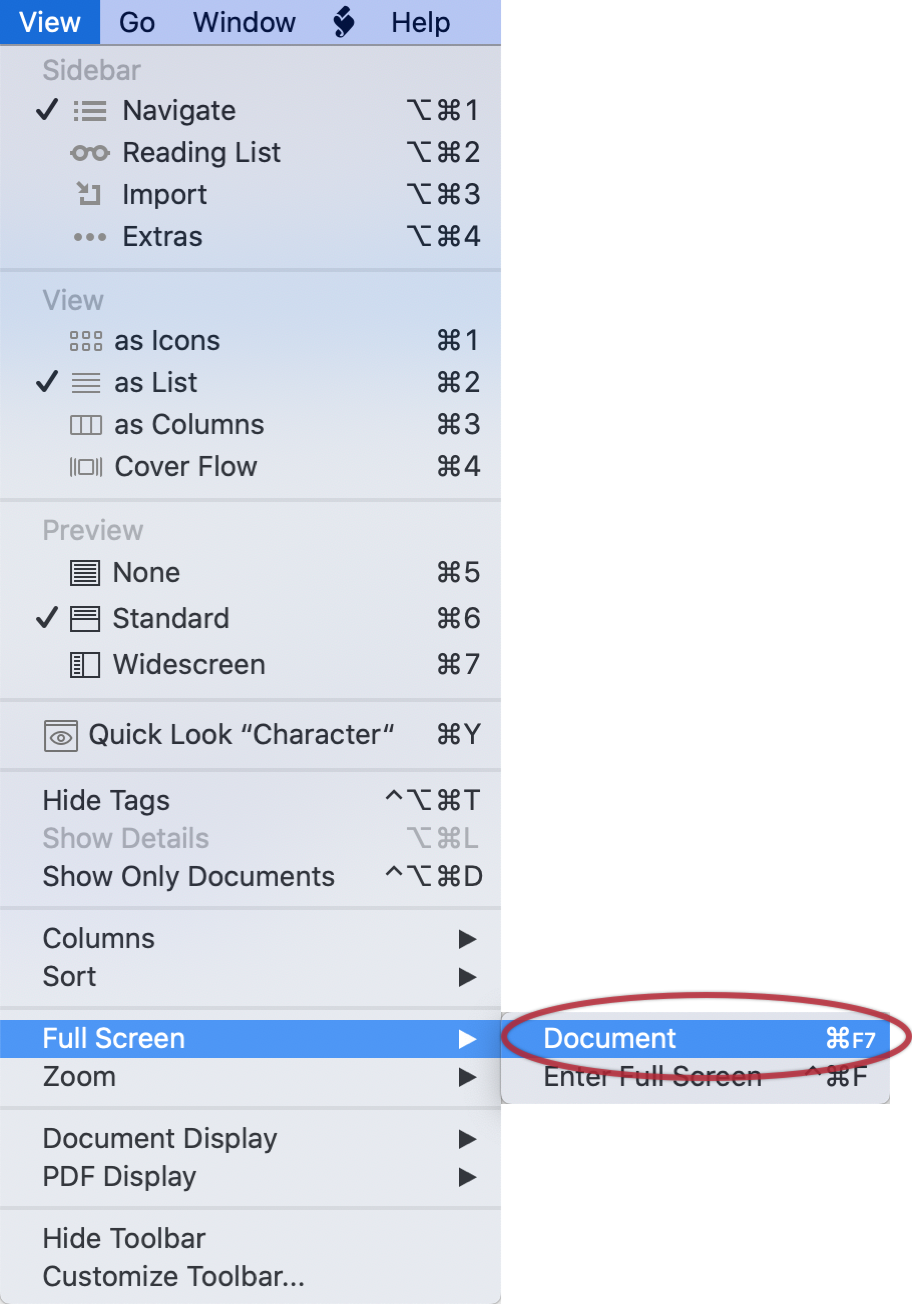 View Go Window Help
Sidebar
✓ Navigate ⌥⌘1
Reading List ⌥⌘2
Import ⌥⌘3
Extras ⌥⌘4
View
as Icons ⌘1
✓ as List ⌘2
as Columns ⌘3
Cover Flow ⌘4
Preview
None ⌘5
✓ Standard ⌘6
Widescreen ⌘7
Quick Look “Character“ ⌘Y
Hide Tags ^⌥⌘T
Show Details ⌥⌘L
Show Only Documents ^⌥⌘D
Columns ▶
Sort ▶
Full Screen ▶ Document ⌘F7
Zoom ▶ Enter Full Screen ^⌘F
Document Display ▶
PDF Display ▶
Hide Toolbar
Customize Toolbar...